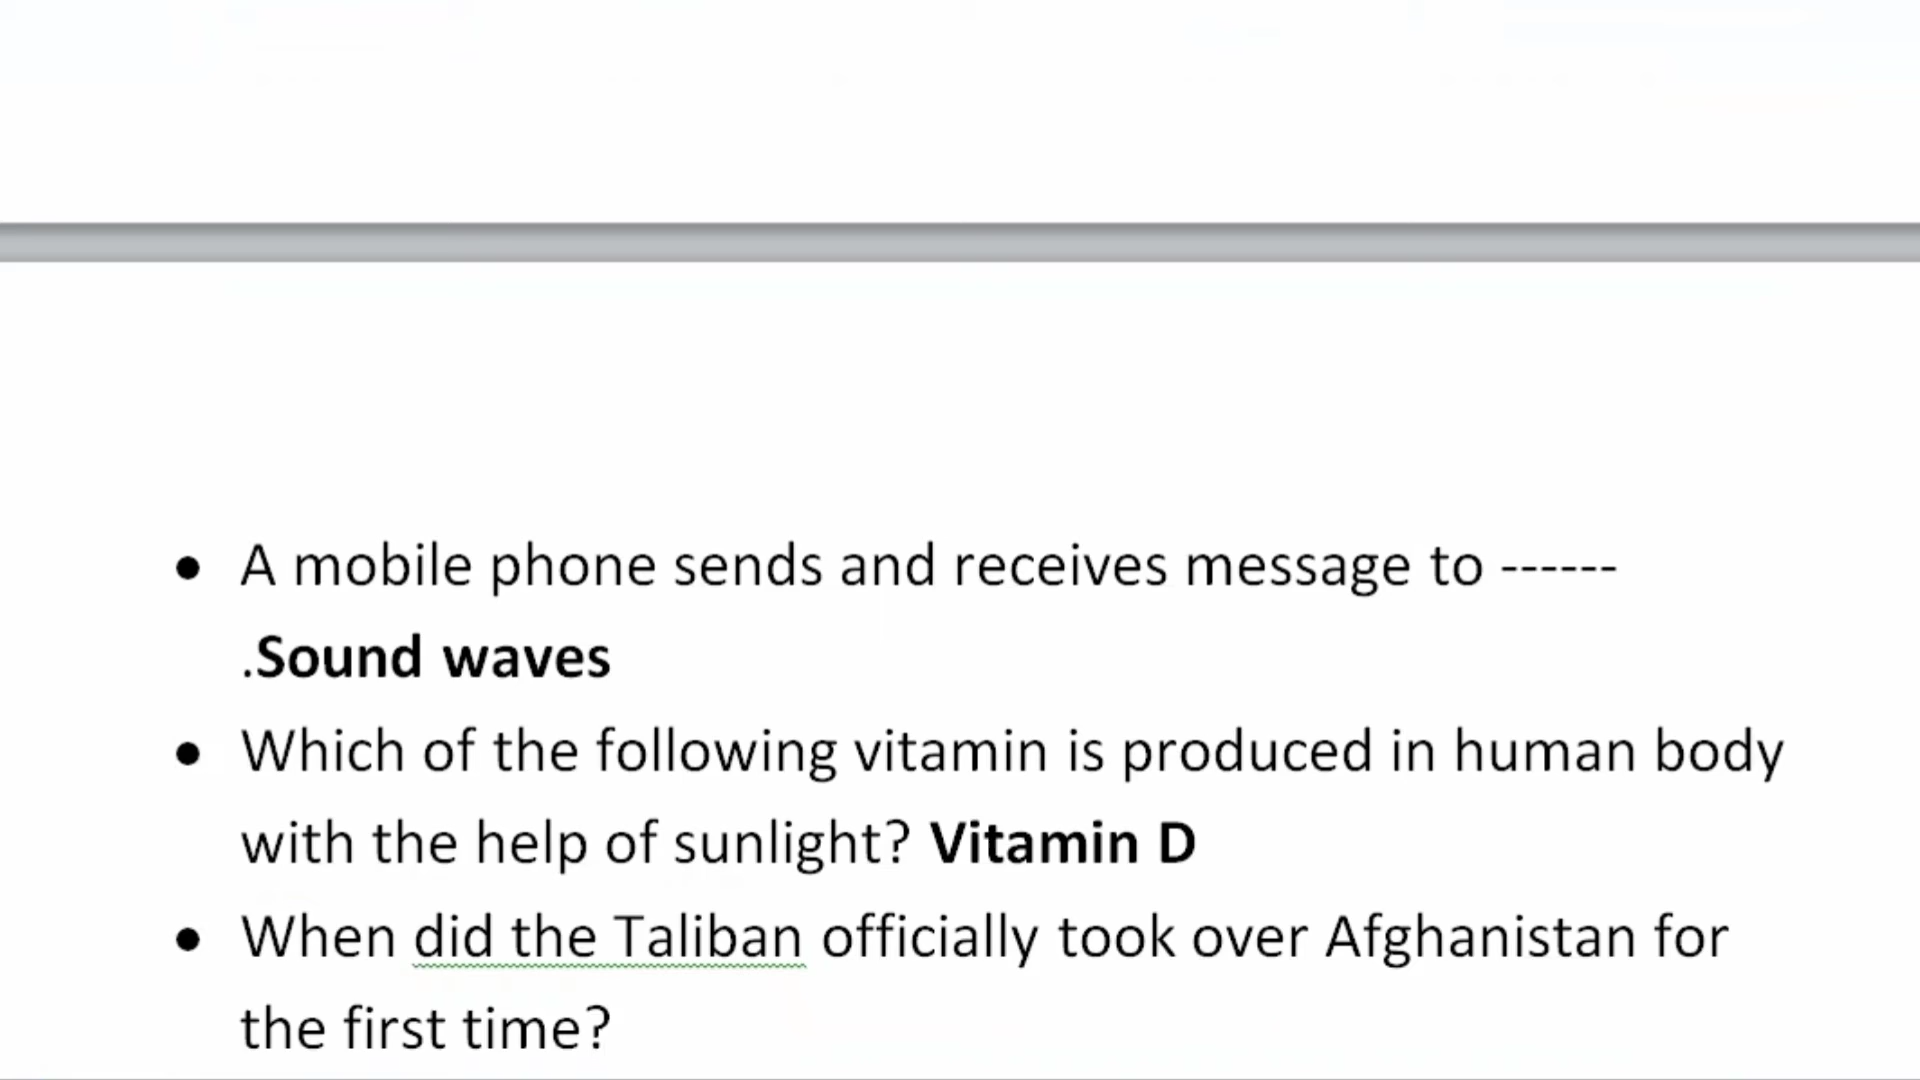 • A mobile phone sends and receives message to ------
.Sound waves
• Which of the following vitamin is produced in human body
with the help of sunlight? Vitamin D
• When did the Taliban officially took over Afghanistan for
the first time?